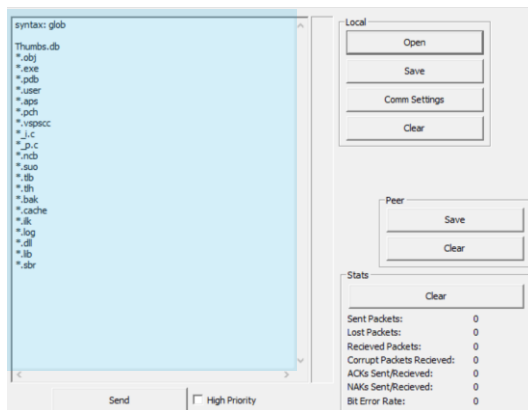 syntax: glob
Thumbs.db
*.obj
*.exe
*.pdb
*.user
*.aps
*.pch
*.vspscc
*_i.c
*_p.c
*.ncb
*.suo
*.tlb
*.tlh
*.bak
*.cache
*.ilk
*.log
*.dll
*.lib
*.sbr
Send
High Priority
Local
Open
Save
Comm Settings
Clear
Peer
Save
Clear
Stats
Clear
Sent Packets: 0
Lost Packets: 0
Recieved Packets: 0
Corrupt Packets Recieved: 0
ACKs Sent/Recieved: 0
NAKs Sent/Recieved: 0
Bit Error Rate: 0